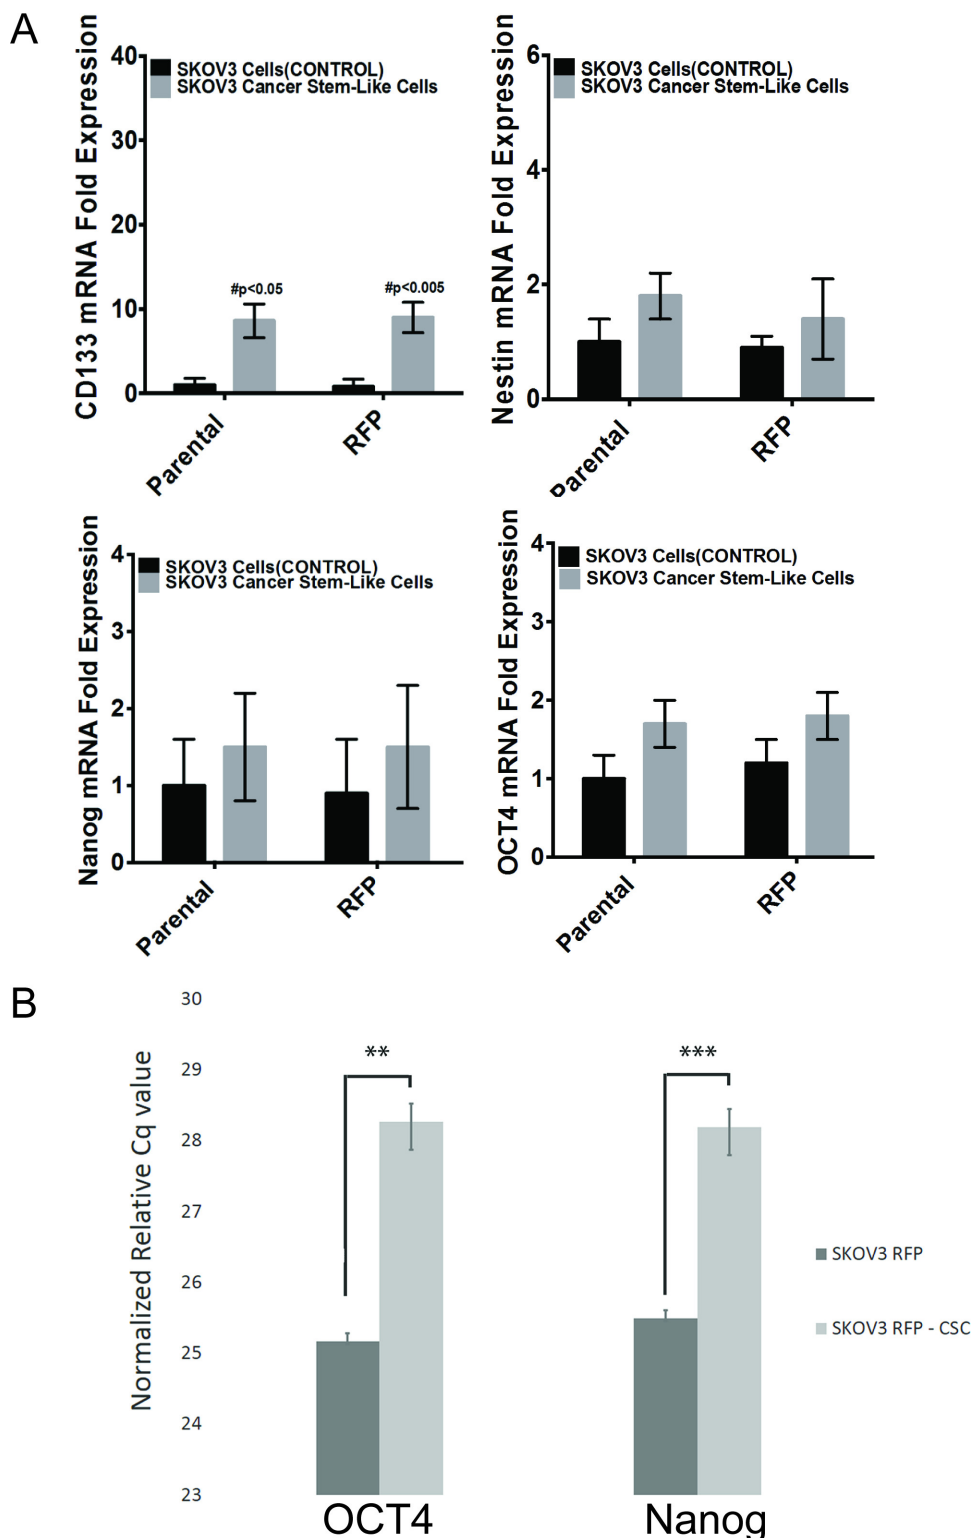 A
CD133 mRNA Fold Expression
40
30
20
10
0
SKOV3 Cells(CONTROL)
SKOV3 Cancer Stem-Like Cells
#p<0.05
#p<0.005
Parental
RFP
Nestin mRNA Fold Expression
6
4
2
0
SKOV3 Cells(CONTROL)
SKOV3 Cancer Stem-Like Cells
Parental
RFP
Nanog mRNA Fold Expression
4
3
2
1
0
SKOV3 Cells(CONTROL)
SKOV3 Cancer Stem-Like Cells
Parental
RFP
OCT4 mRNA Fold Expression
4
3
2
1
0
SKOV3 Cells(CONTROL)
SKOV3 Cancer Stem-Like Cells
Parental
RFP
B
Normalized Relative Cq value
30
29
28
27
26
25
24
23
**
***
SKOV3 RFP
SKOV3 RFP - CSC
OCT4
Nanog